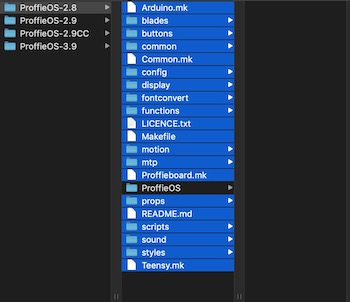 ProffieOS-2.8
ProffieOS-2.9
ProffieOS-2.9CC
ProffieOS-3.9
Arduino.mk
blades
buttons
common
Common.mk
config
display
fontconvert
functions
LICENCE.txt
Makefile
motion
mtp
Proffieboard.mk
ProffieOS
props
README.md
scripts
sound
styles
Teensy.mk